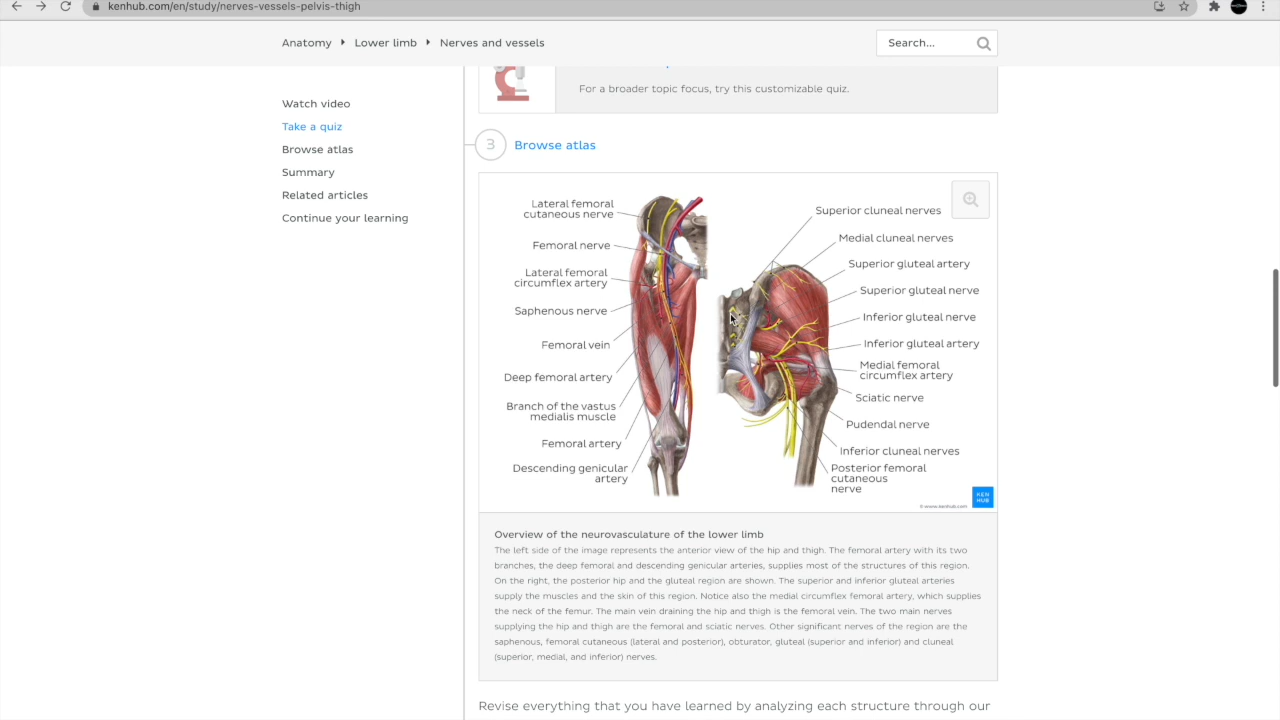 kenhub.com/en/study/nerves-vessels-pelvis-thigh
Anatomy Lower limb Nerves and vessels
Search...
Watch video
Take a quiz
Browse atlas
Summary
Related articles
Continue your learning
For a broader topic focus, try this customizable quiz.
3 Browse atlas
Lateral femoral
cutaneous nerve
Femoral nerve
Lateral femoral
circumflex artery
Saphenous nerve
Femoral vein
Deep femoral artery
Branch of the vastus
medialis muscle
Femoral artery
Descending genicular
artery
Superior cluneal nerves
Medial cluneal nerves
Superior gluteal artery
Superior gluteal nerve
Inferior gluteal nerve
Inferior gluteal artery
Medial femoral
circumflex artery
Sciatic nerve
Pudendal nerve
Inferior cluneal nerves
Posterior femoral
cutaneous
nerve
KEN
HUB
© www.kenhub.com
Overview of the neurovasculature of the lower limb
The left side of the image represents the anterior view of the hip and thigh. The femoral artery with its two
branches, the deep femoral and descending genicular arteries, supplies most of the structures of this region.
On the right, the posterior hip and the gluteal region are shown. The superior and inferior gluteal arteries
supply the muscles and the skin of this region. Notice also the medial circumflex femoral artery, which supplies
the neck of the femur. The main vein draining the hip and thigh is the femoral vein. The two main nerves
supplying the hip and thigh are the femoral and sciatic nerves. Other significant nerves of the region are the
saphenous, femoral cutaneous (lateral and posterior), obturator, gluteal (superior and inferior) and cluneal
(superior, medial, and inferior) nerves.
Revise everything that you have learned by analyzing each structure through our